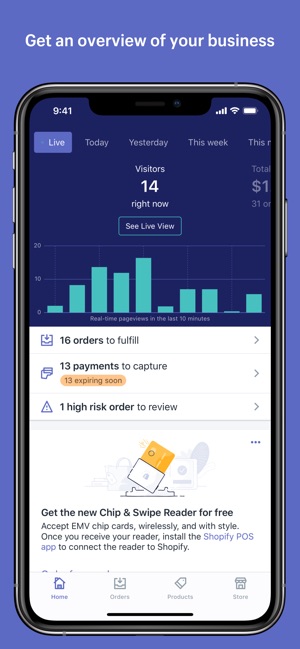 Get an overview of your business
9:41
Live Today Yesterday This week This
Visitors
14
right now
Total
$1
31 or
See Live View
20
10
0
Real-time pageviews in the last 10 minutes
16 orders to fulfill
13 payments to capture
13 expiring soon
1 high risk order to review
Get the new Chip & Swipe Reader for free
Accept EMV chip cards, wirelessly, and with style.
Once you receive your reader, install the Shopify POS
app to connect the reader to Shopify.
Home Orders Products Store